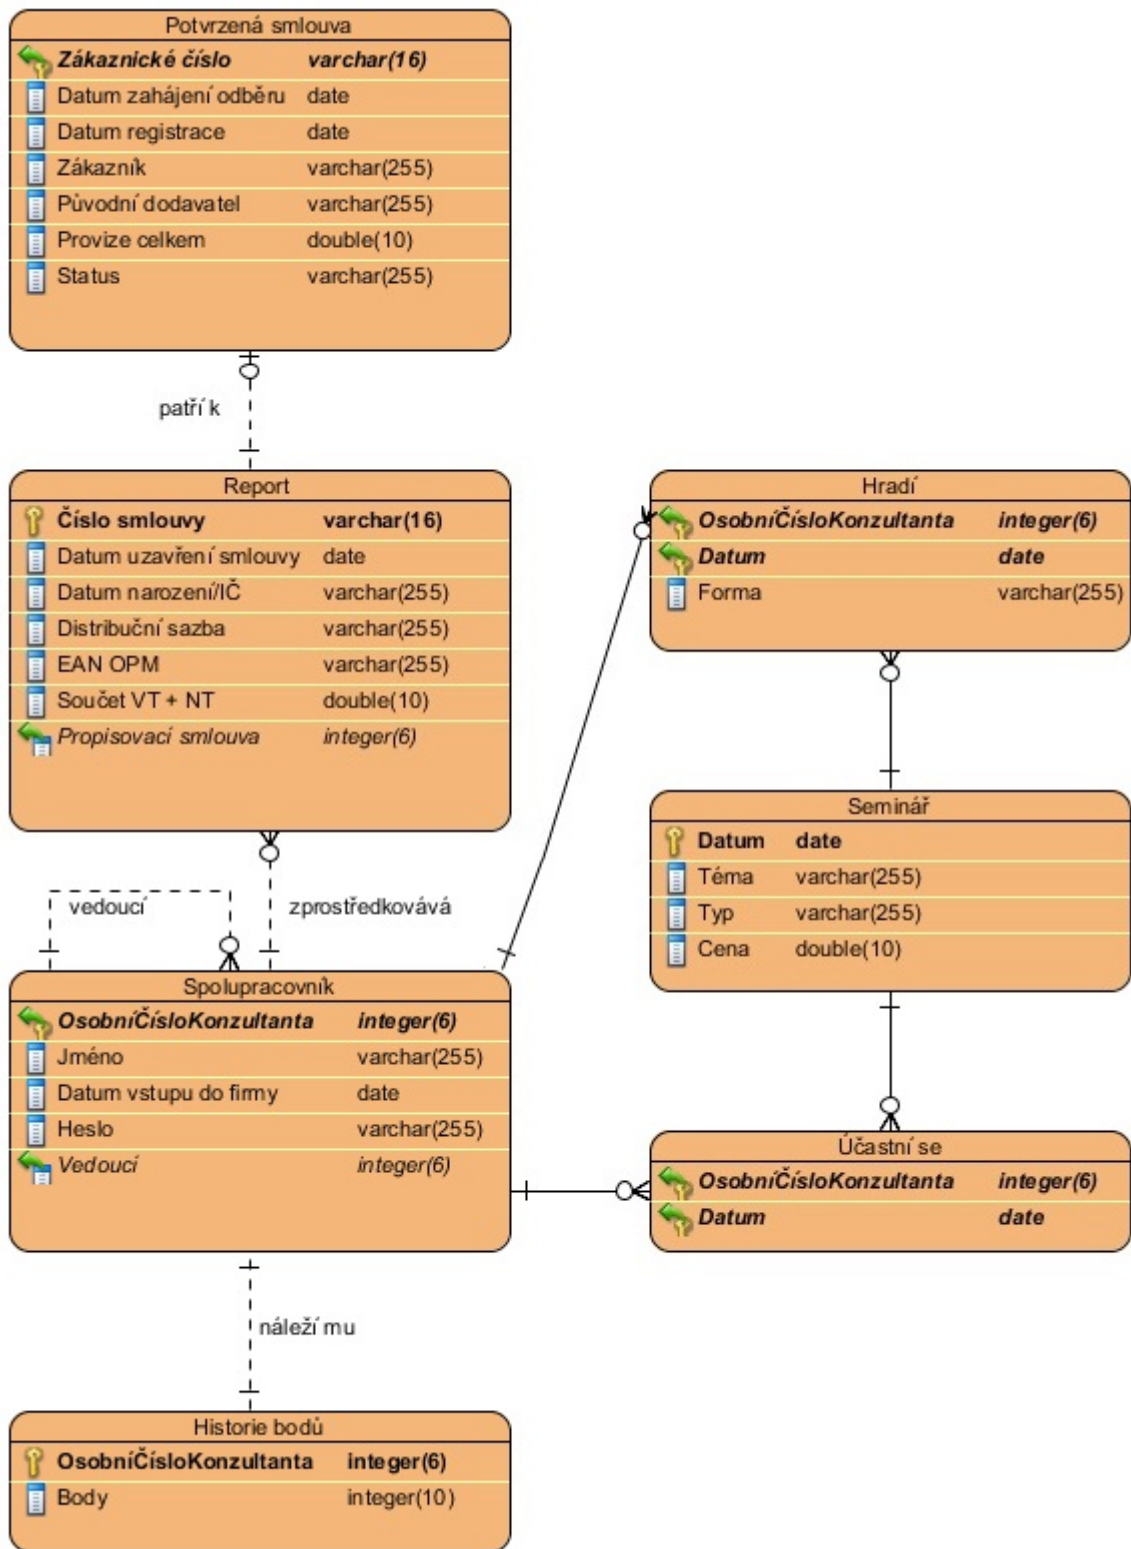 Potvrzená smlouva
Zákaznické číslo varchar(16)
Datum zahájení odběru date
Datum registrace date
Zákazník varchar(255)
Původní dodavatel varchar(255)
Provize celkem double(10)
Status varchar(255)
patří k
Report
Číslo smlouvy varchar(16)
Datum uzavření smlouvy date
Datum narození/IČ varchar(255)
Distribuční sazba varchar(255)
EAN OPM varchar(255)
Součet VT + NT double(10)
Propisovací smlouva integer(6)
Hradí
OsobníČísloKonzultanta integer(6)
Datum date
Forma varchar(255)
Seminář
Datum date
Téma varchar(255)
Typ varchar(255)
Cena double(10)
vedoucí
zprostředkovává
Spolupracovník
OsobníČísloKonzultanta integer(6)
Jméno varchar(255)
Datum vstupu do firmy date
Heslo varchar(255)
Vedoucí integer(6)
Účastní se
OsobníČísloKonzultanta integer(6)
Datum date
náleží mu
Historie bodů
OsobníČísloKonzultanta integer(6)
Body integer(10)